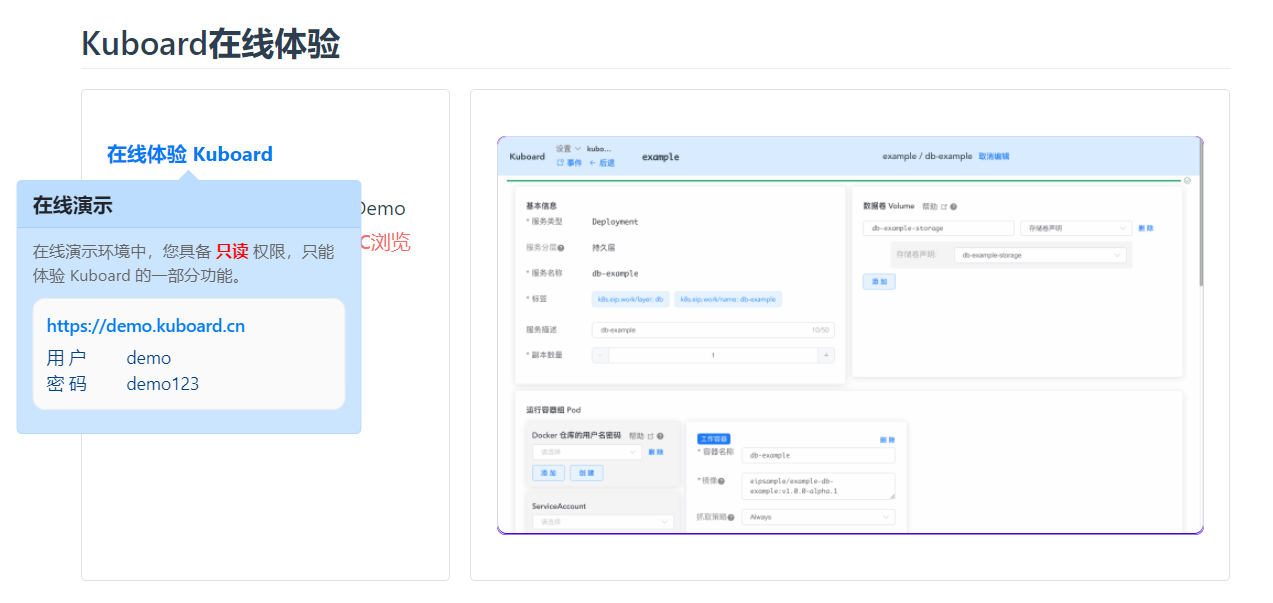 Kuboard在线体验
在线体验 Kuboard
Demo
C浏览
在线演示
在线演示环境中，您具备 只读 权限，只能
体验 Kuboard 的一部分功能。
https://demo.kuboard.cn
用 户 demo
密 码 demo123
Kuboard 设置 kubo...
事件 ← 后退
example
example / db-example 取消编辑
基本信息
* 服务类型 Deployment
服务分层 持久层
* 服务名称 db-example
* 标签 k8s.eip.work/layer: db k8s.eip.work/name: db-example
服务描述 db-example 10/50
* 副本数量 - 1 +
数据卷 Volume 帮助
db-example-storage 存储卷声明 删 除
存储卷声明 db-example-storage
添 加
运行容器组 Pod
Docker 仓库的用户名密码 帮助
请选择 删 除
添 加 创 建
ServiceAccount
请选择
工作容器 删 除
* 容器名称 db-example
* 镜像 eipsample/example-db-
example:v1.0.0-alpha.1
抓取策略 Always